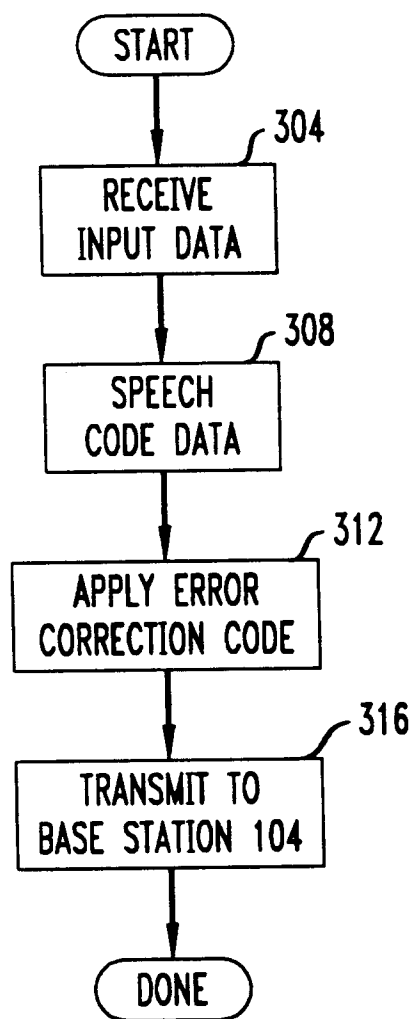 START
304
RECEIVE
INPUT DATA
308
SPEECH
CODE DATA
312
APPLY ERROR
CORRECTION CODE
316
TRANSMIT TO
BASE STATION 104
DONE